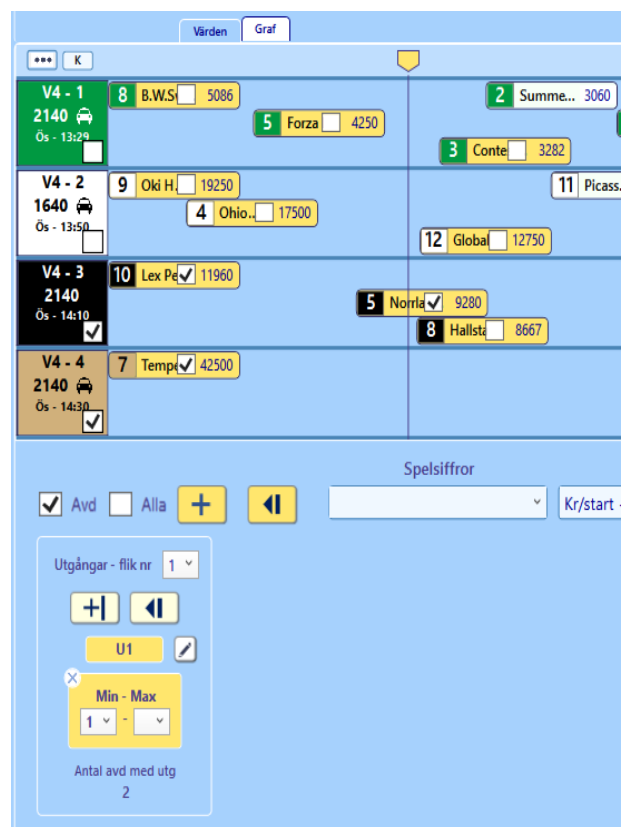 Värden Graf
••• K
V4 - 1
2140
Ös - 13:29
8 B.W.S 5086
5 Forza 4250
2 Summe... 3060
3 Conte 3282
V4 - 2
1640
Ös - 13:50
9 Oki H. 19250
4 Ohio.. 17500
11 Picass.
12 Global 12750
V4 - 3
2140
Ös - 14:10
10 Lex Pe 11960
5 Norrla 9280
8 Hallsta 8667
V4 - 4
2140
Ös - 14:30
7 Tempe 42500
Spelsiffror
Avd Alla + Kr/start
Utgångar - flik nr 1
U1
Min - Max
1 -
Antal avd med utg
2